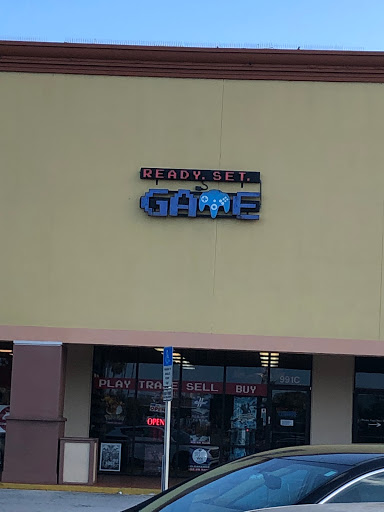 READY. SET.
GAME
991C
PLAY TRADE SELL BUY
OPEN